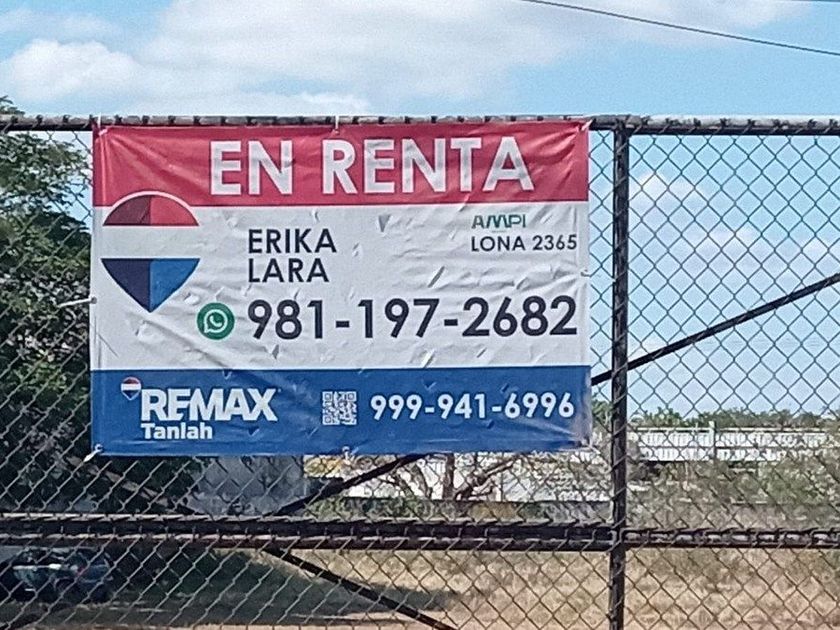 EN RENTA
AMPI
LONA 2365
ERIKA
LARA
981-197-2682
REMAX
Tanlah
999-941-6996